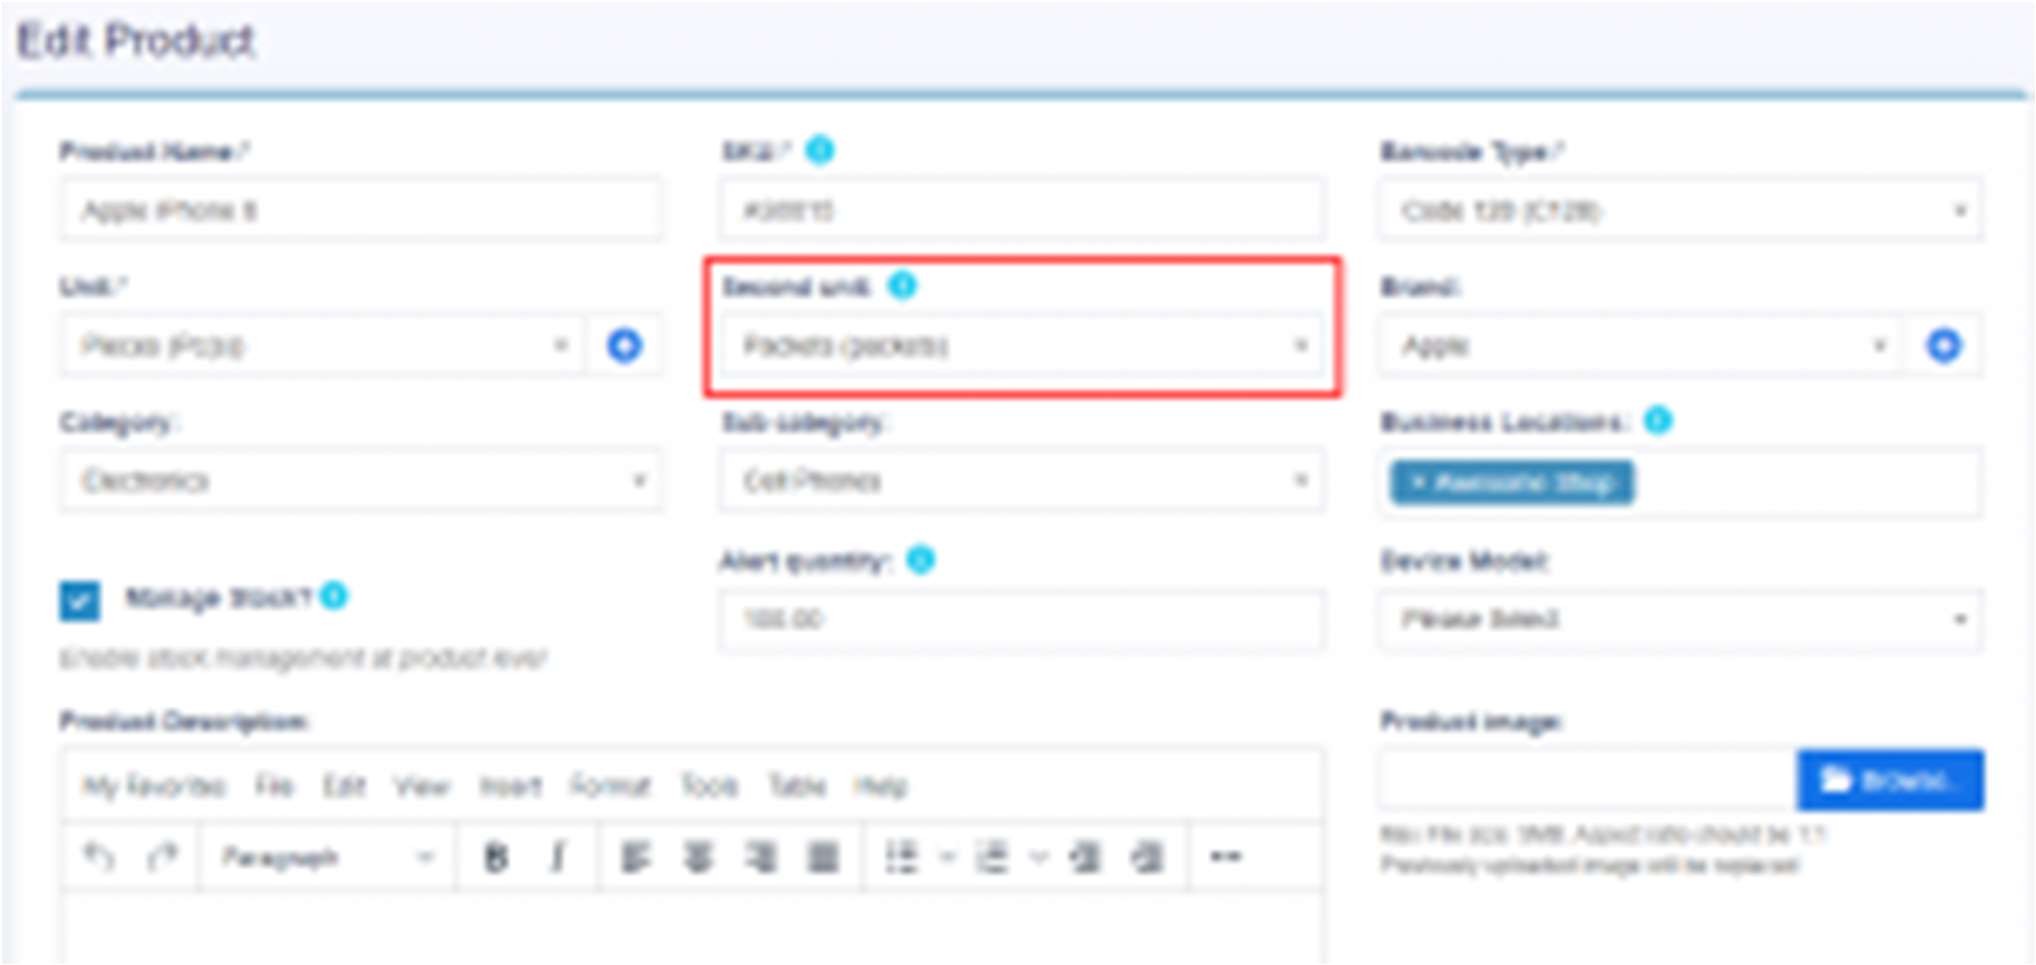 Edit Product
Product Name:*
SKU:*
Barcode Type:*
Apple iPhone 8
Code 128 (C128)
Unit:*
Second unit:
Brand:
Pieces (Pc(s))
Packets (packets)
Apple
Category:
Sub category:
Business Locations:
Electronics
Cell Phones
× Awesome Shop
Manage Stock?
Alert quantity:
Device Model:
Please Select
Enable stock management at product level
Product Description:
Product image:
My Favorites File Edit View Insert Format Tools Table Help
Browse..
Paragraph B I
Max File size: 5MB, Aspect ratio should be 1:1
Previously uploaded image will be replaced